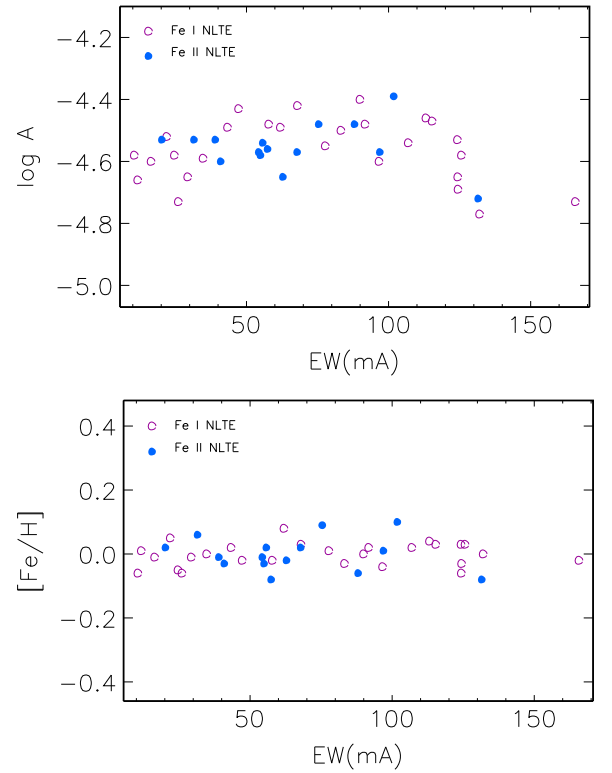 −4.2
Fe I NLTE
Fe II NLTE
−4.4
−4.6
−4.8
−5.0
log A
50 100 150
EW(mA)
0.4
Fe I NLTE
Fe II NLTE
0.2
0.0
−0.2
−0.4
[Fe/H]
50 100 150
EW(mA)